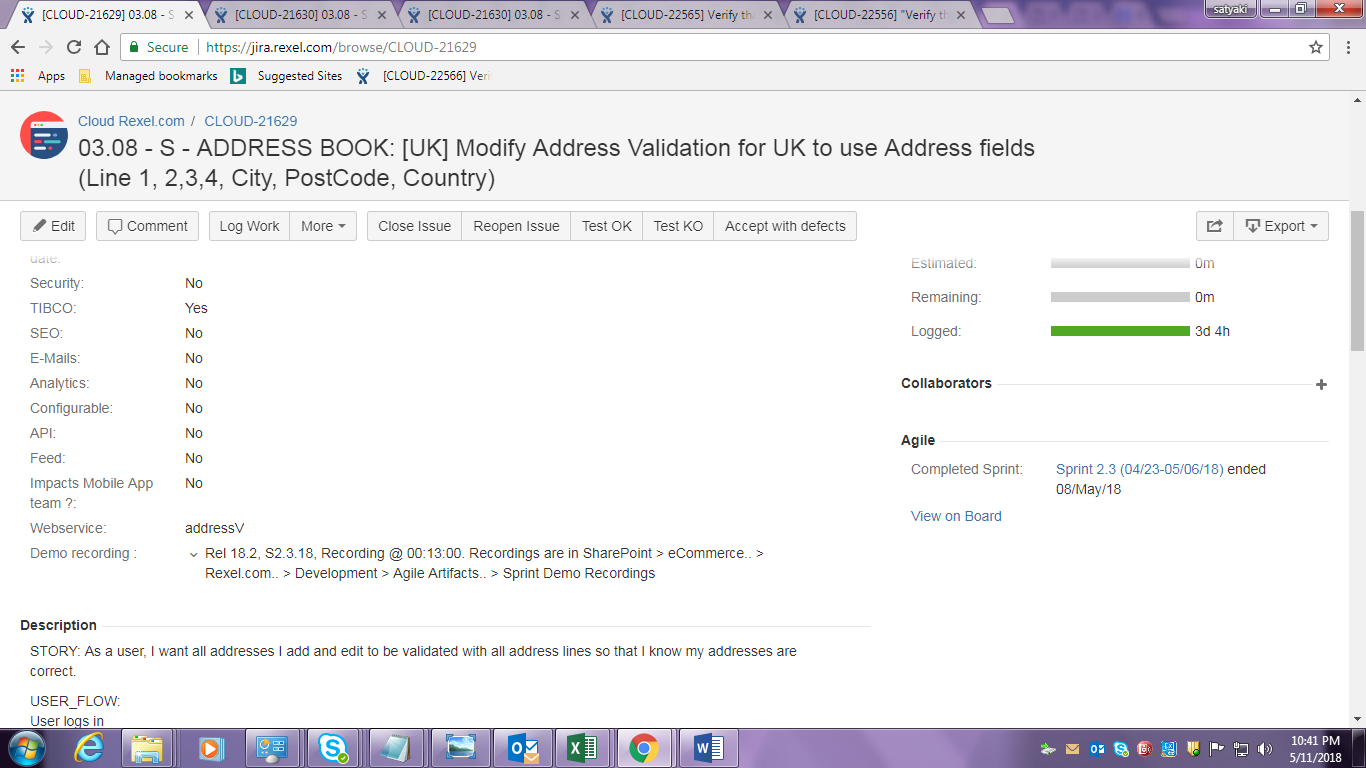 [CLOUD-21629] 03.08 - S
[CLOUD-21630] 03.08 - S
[CLOUD-21630] 03.08 - S
[CLOUD-22565] Verify tha
[CLOUD-22556] "Verify th
satyaki
Secure
https://jira.rexel.com/browse/CLOUD-21629
Apps
Managed bookmarks
Suggested Sites
[CLOUD-22566] Veri
Cloud Rexel.com / CLOUD-21629
03.08 - S - ADDRESS BOOK: [UK] Modify Address Validation for UK to use Address fields
(Line 1, 2,3,4, City, PostCode, Country)
Edit
Comment
Log Work
More
Close Issue
Reopen Issue
Test OK
Test KO
Accept with defects
Export
date:
Security: No
TIBCO: Yes
SEO: No
E-Mails: No
Analytics: No
Configurable: No
API: No
Feed: No
Impacts Mobile App No
team ?:
Webservice: addressV
Demo recording : Rel 18.2, S2.3.18, Recording @ 00:13:00. Recordings are in SharePoint > eCommerce.. >
Rexel.com.. > Development > Agile Artifacts.. > Sprint Demo Recordings
Description
STORY: As a user, I want all addresses I add and edit to be validated with all address lines so that I know my addresses are
correct.
USER_FLOW:
User logs in
Estimated: 0m
Remaining: 0m
Logged: 3d 4h
Collaborators
Agile
Completed Sprint: Sprint 2.3 (04/23-05/06/18) ended
08/May/18
View on Board
10:41 PM
5/11/2018